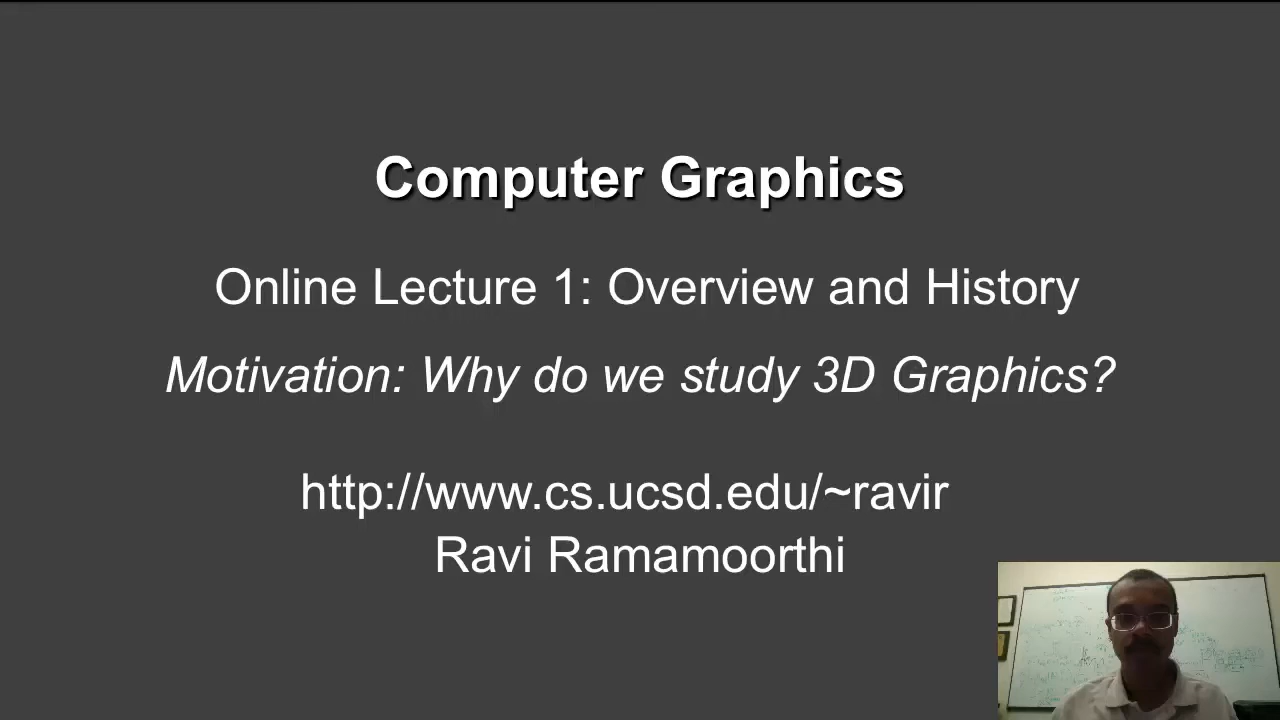 Computer Graphics
Online Lecture 1: Overview and History
Motivation: Why do we study 3D Graphics?
http://www.cs.ucsd.edu/~ravir
Ravi Ramamoorthi